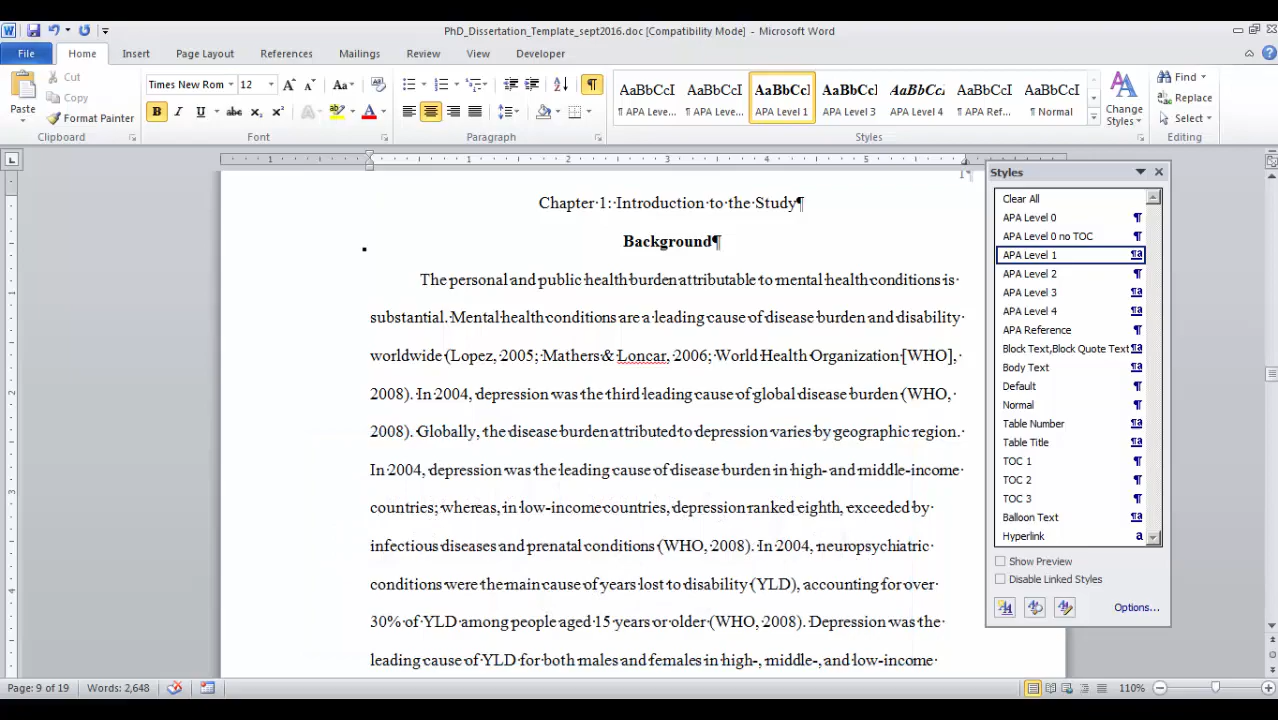 PhD_Dissertation_Template_sept2016.doc [Compatibility Mode] - Microsoft Word
File Home Insert Page Layout References Mailings Review View Developer
Paste
Cut
Copy
Format Painter
Clipboard
Times New Rom 12
Font
Paragraph
AaBbCcI AaBbCcI AaBbCcI AaBbCcI AaBbCcI AaBbCcI AaBbCcI
¶ APA Leve... ¶ APA Leve... APA Level 1 APA Level 3 APA Level 4 ¶ APA Ref... ¶ Normal
Styles
Change Styles
Find
Replace
Select
Editing
1 1 2 3 4 5
Styles
Clear All
APA Level 0
APA Level 0 no TOC
APA Level 1
APA Level 2
APA Level 3
APA Level 4
APA Reference
Block Text,Block Quote Text
Body Text
Default
Normal
Table Number
Table Title
TOC 1
TOC 2
TOC 3
Balloon Text
Hyperlink
Show Preview
Disable Linked Styles
Options...
1¶
Chapter·1:·Introduction·to·the·Study¶
Background¶
The personal and public health burden attributable to mental health conditions is
substantial. Mental health conditions are a leading cause of disease burden and disability
worldwide (Lopez, 2005; Mathers & Loncar, 2006; World Health Organization [WHO],
2008). In 2004, depression was the third leading cause of global disease burden (WHO,
2008). Globally, the disease burden attributed to depression varies by geographic region.
In 2004, depression was the leading cause of disease burden in high- and middle-income
countries; whereas, in low-income countries, depression ranked eighth, exceeded by
infectious diseases and prenatal conditions (WHO, 2008). In 2004, neuropsychiatric
conditions were the main cause of years lost to disability (YLD), accounting for over
30% of YLD among people aged 15 years or older (WHO, 2008). Depression was the
leading cause of YLD for both males and females in high-, middle-, and low-income
Page: 9 of 19 Words: 2,648 110%